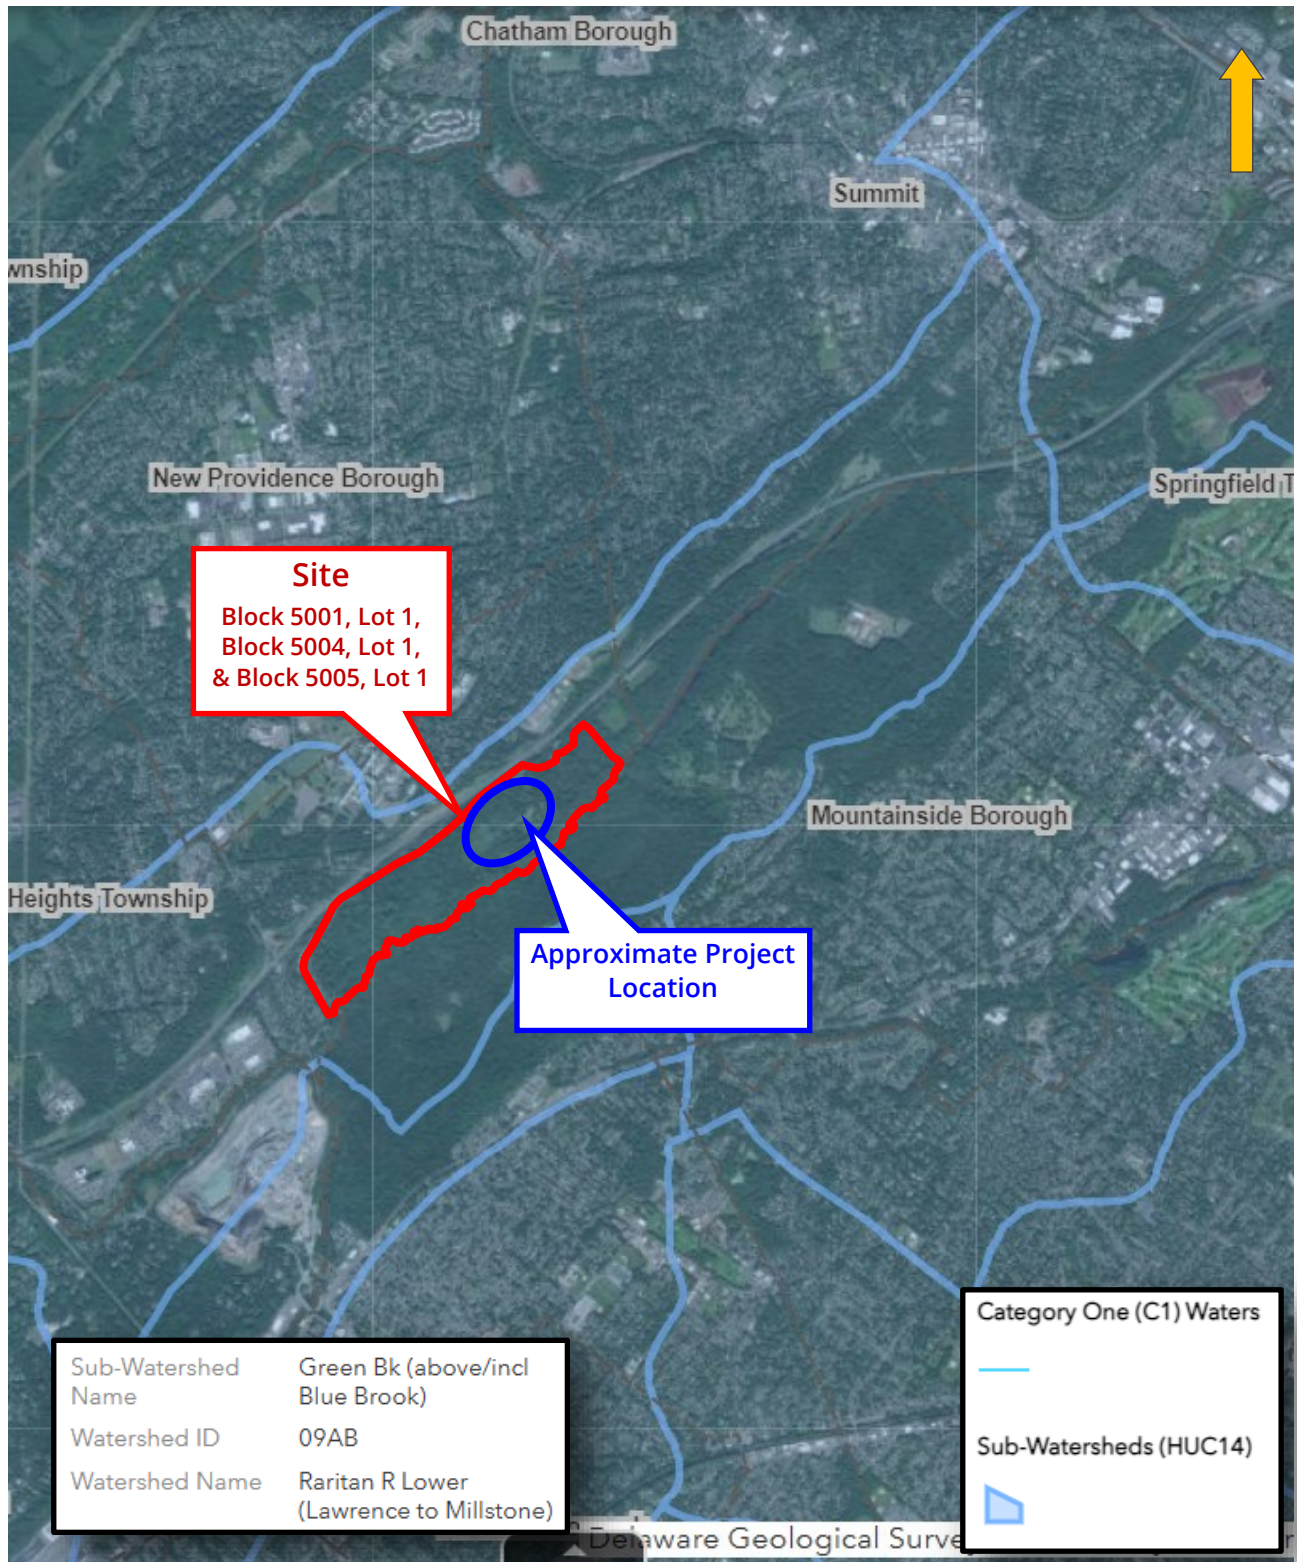 Chatham Borough
Summit
wnship
New Providence Borough
Springfield T
Site
Block 5001, Lot 1,
Block 5004, Lot 1,
& Block 5005, Lot 1
Mountainside Borough
Heights Township
Approximate Project
Location
Category One (C1) Waters
Sub-Watersheds (HUC14)
Sub-Watershed Name Green Bk (above/incl Blue Brook)
Watershed ID 09AB
Watershed Name Raritan R Lower
(Lawrence to Millstone)
Delaware Geological Surve